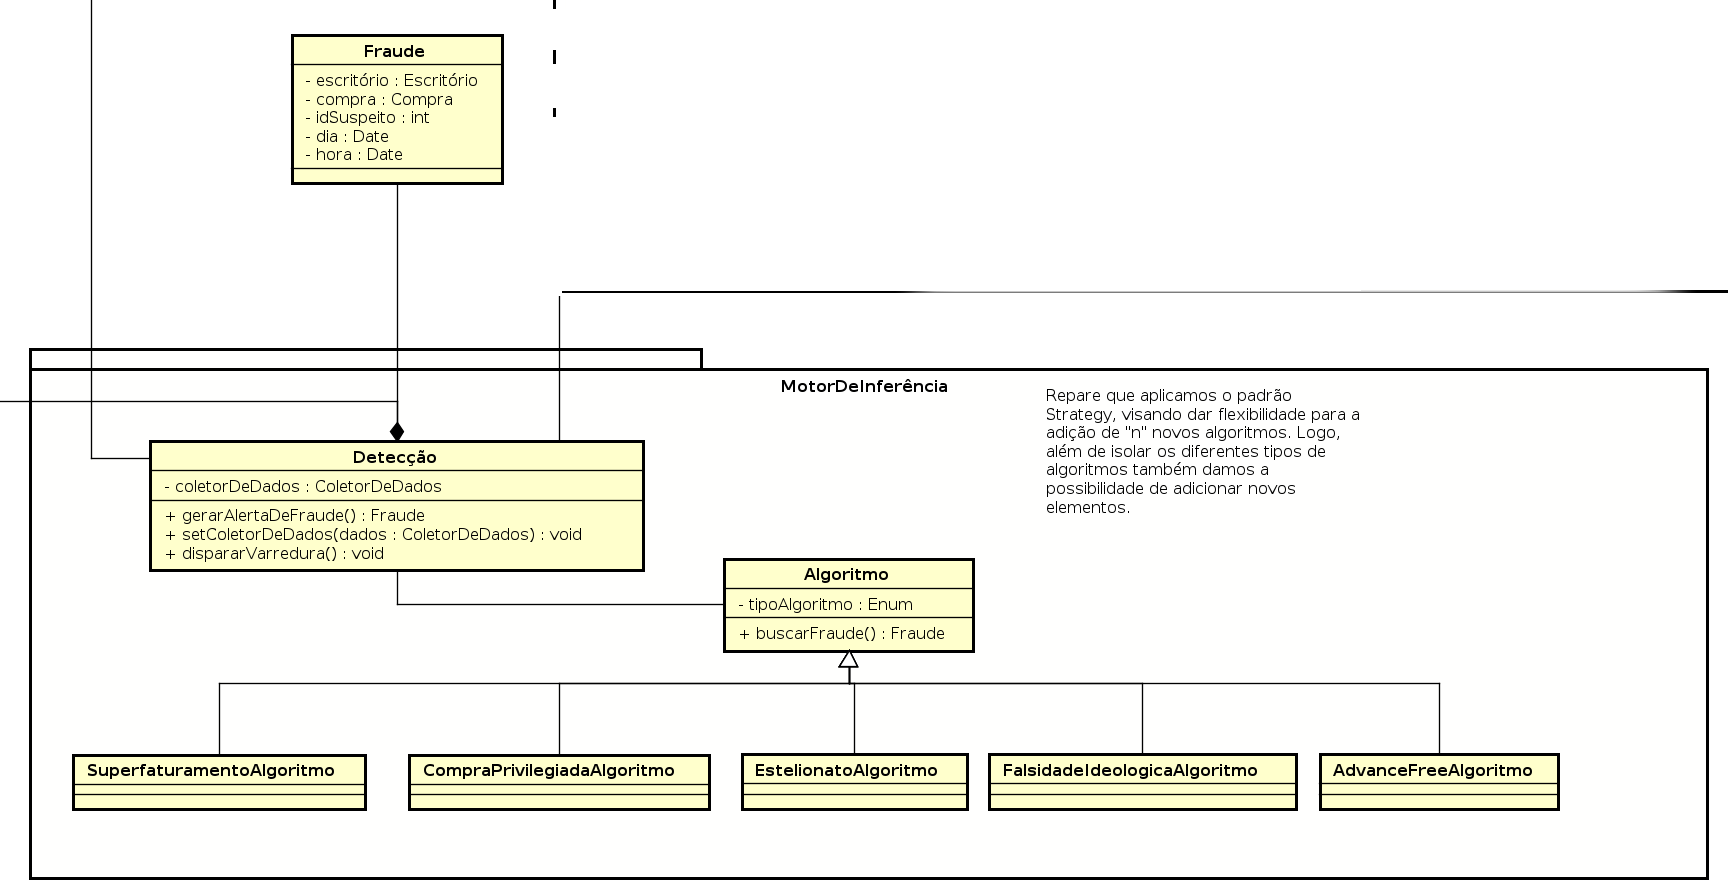 Fraude
- escritório : Escritório
- compra : Compra
- idSuspeito : int
- dia : Date
- hora : Date
MotorDeInferência
Repare que aplicamos o padrão
Strategy, visando dar flexibilidade para a
adição de "n" novos algoritmos. Logo,
além de isolar os diferentes tipos de
algoritmos também damos a
possibilidade de adicionar novos
elementos.
Detecção
- coletorDeDados : ColetorDeDados
+ gerarAlertaDeFraude() : Fraude
+ setColetorDeDados(dados : ColetorDeDados) : void
+ dispararVarredura() : void
Algoritmo
- tipoAlgoritmo : Enum
+ buscarFraude() : Fraude
SuperfaturamentoAlgoritmo
CompraPrivilegiadaAlgoritmo
EstelionatoAlgoritmo
FalsidadeIdeologicaAlgoritmo
AdvanceFreeAlgoritmo